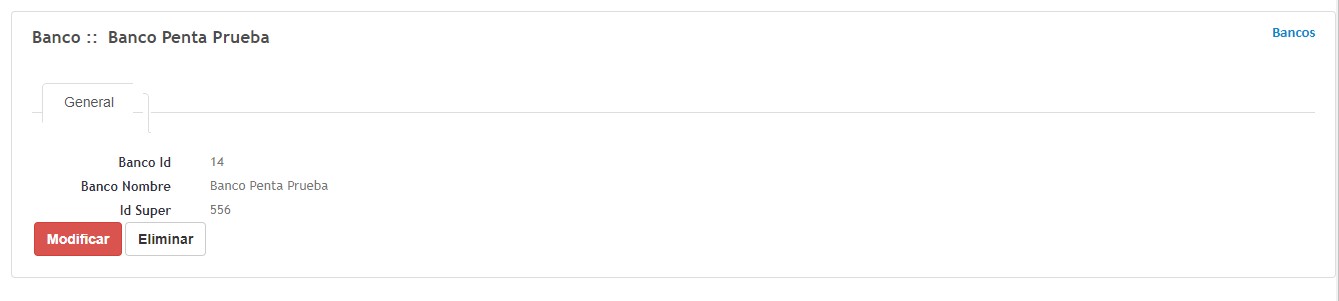 Banco ::  Banco Penta Prueba
Bancos
General
Banco Id 14
Banco Nombre Banco Penta Prueba
Id Super 556
Modificar Eliminar